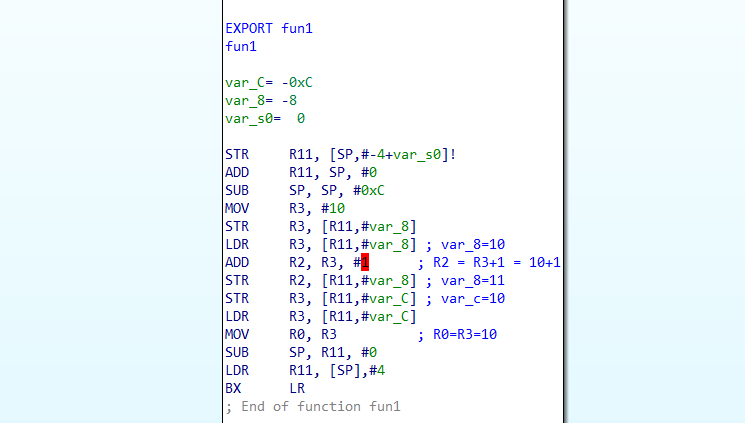 EXPORT fun1
fun1
var_C= -0xC
var_8= -8
var_s0=  0
STR     R11, [SP,#-4+var_s0]!
ADD     R11, SP, #0
SUB     SP, SP, #0xC
MOV     R3, #10
STR     R3, [R11,#var_8]
LDR     R3, [R11,#var_8] ; var_8=10
ADD     R2, R3, #1      ; R2 = R3+1 = 10+1
STR     R2, [R11,#var_8] ; var_8=11
STR     R3, [R11,#var_C] ; var_c=10
LDR     R3, [R11,#var_C]
MOV     R0, R3          ; R0=R3=10
SUB     SP, R11, #0
LDR     R11, [SP],#4
BX      LR
; End of function fun1